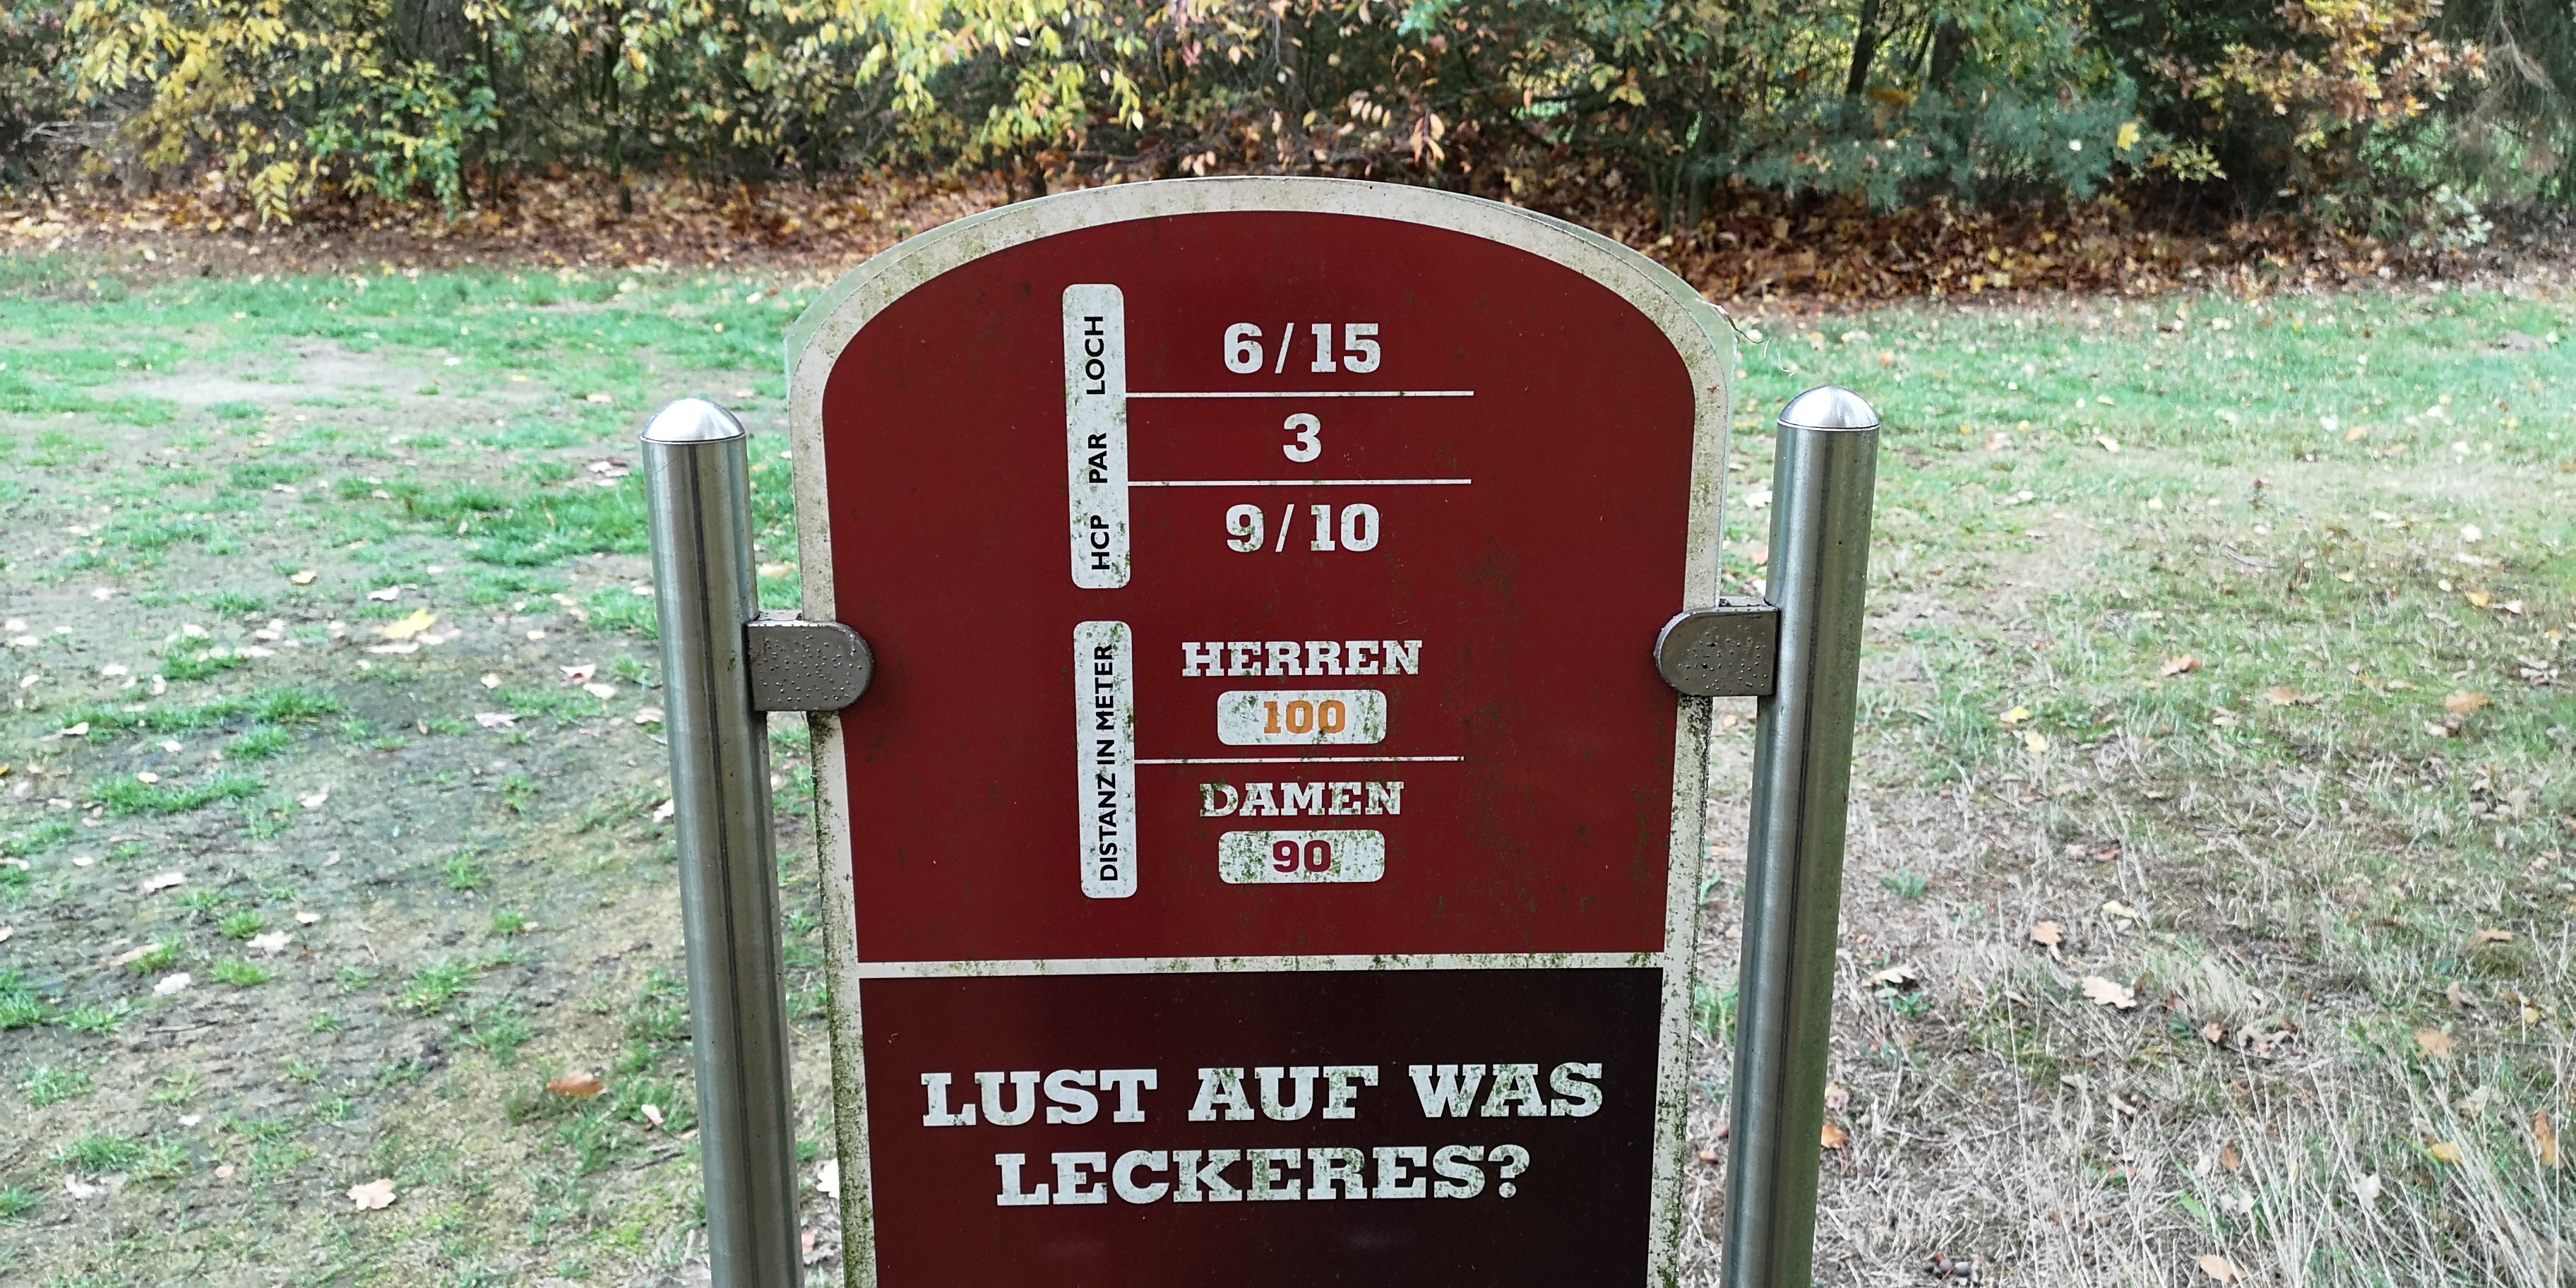 LOCH 6/15
PAR 3
HCP 9/10
DISTANZ IN METER
HERREN
100
DAMEN
90
LUST AUF WAS
LECKERES?